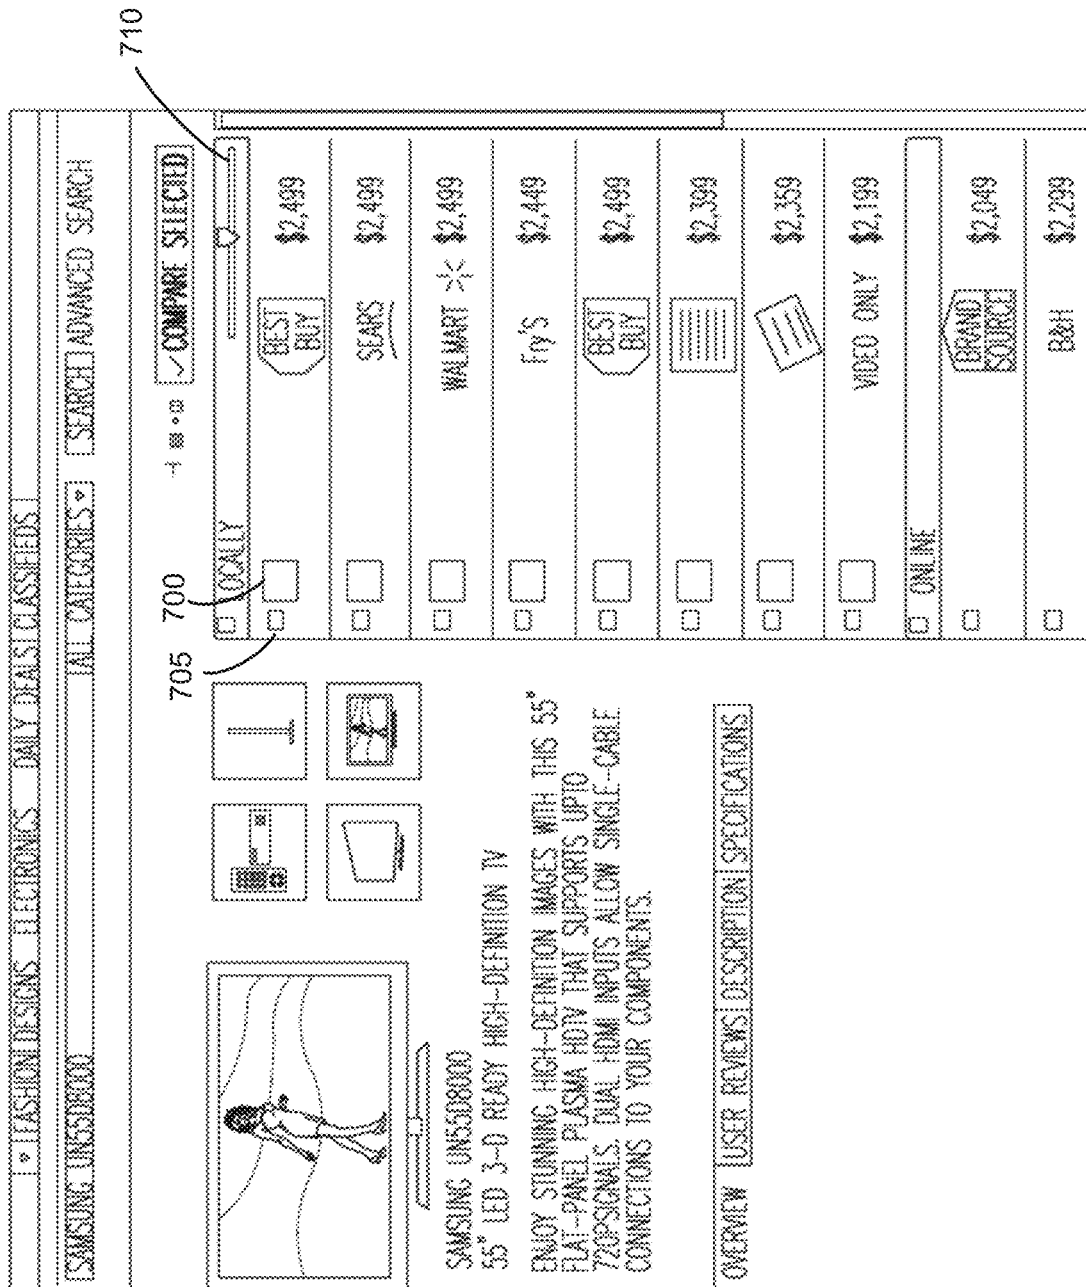 FASHION DESIGNS ELECTRONICS DAILY DEALS CLASSIFIEDS
SAMSUNG UN55D8000 ALL CATEGORIES SEARCH ADVANCED SEARCH
COMPARE SELECTED
710
700
705
LOCALLY
BEST BUY $2,499
SEARS $2,499
WALMART $2,499
Fry'S $2,449
BEST BUY $2,499
$2,399
$2,359
VIDEO ONLY $2,199
ONLINE
BRAND SOURCE $2,049
B&H $2,299
SAMSUNG UN55D8000
55" LED 3-D READY HIGH-DEFINITION TV
ENJOY STUNNING HIGH-DEFINITION IMAGES WITH THIS 55"
FLAT-PANEL PLASMA HDTV THAT SUPPORTS UPTO
720PSIGNALS. DUAL HDMI INPUTS ALLOW SINGLE-CABLE
CONNECTIONS TO YOUR COMPONENTS.
OVERVIEW USER REVIEWS DESCRIPTION SPECIFICATIONS